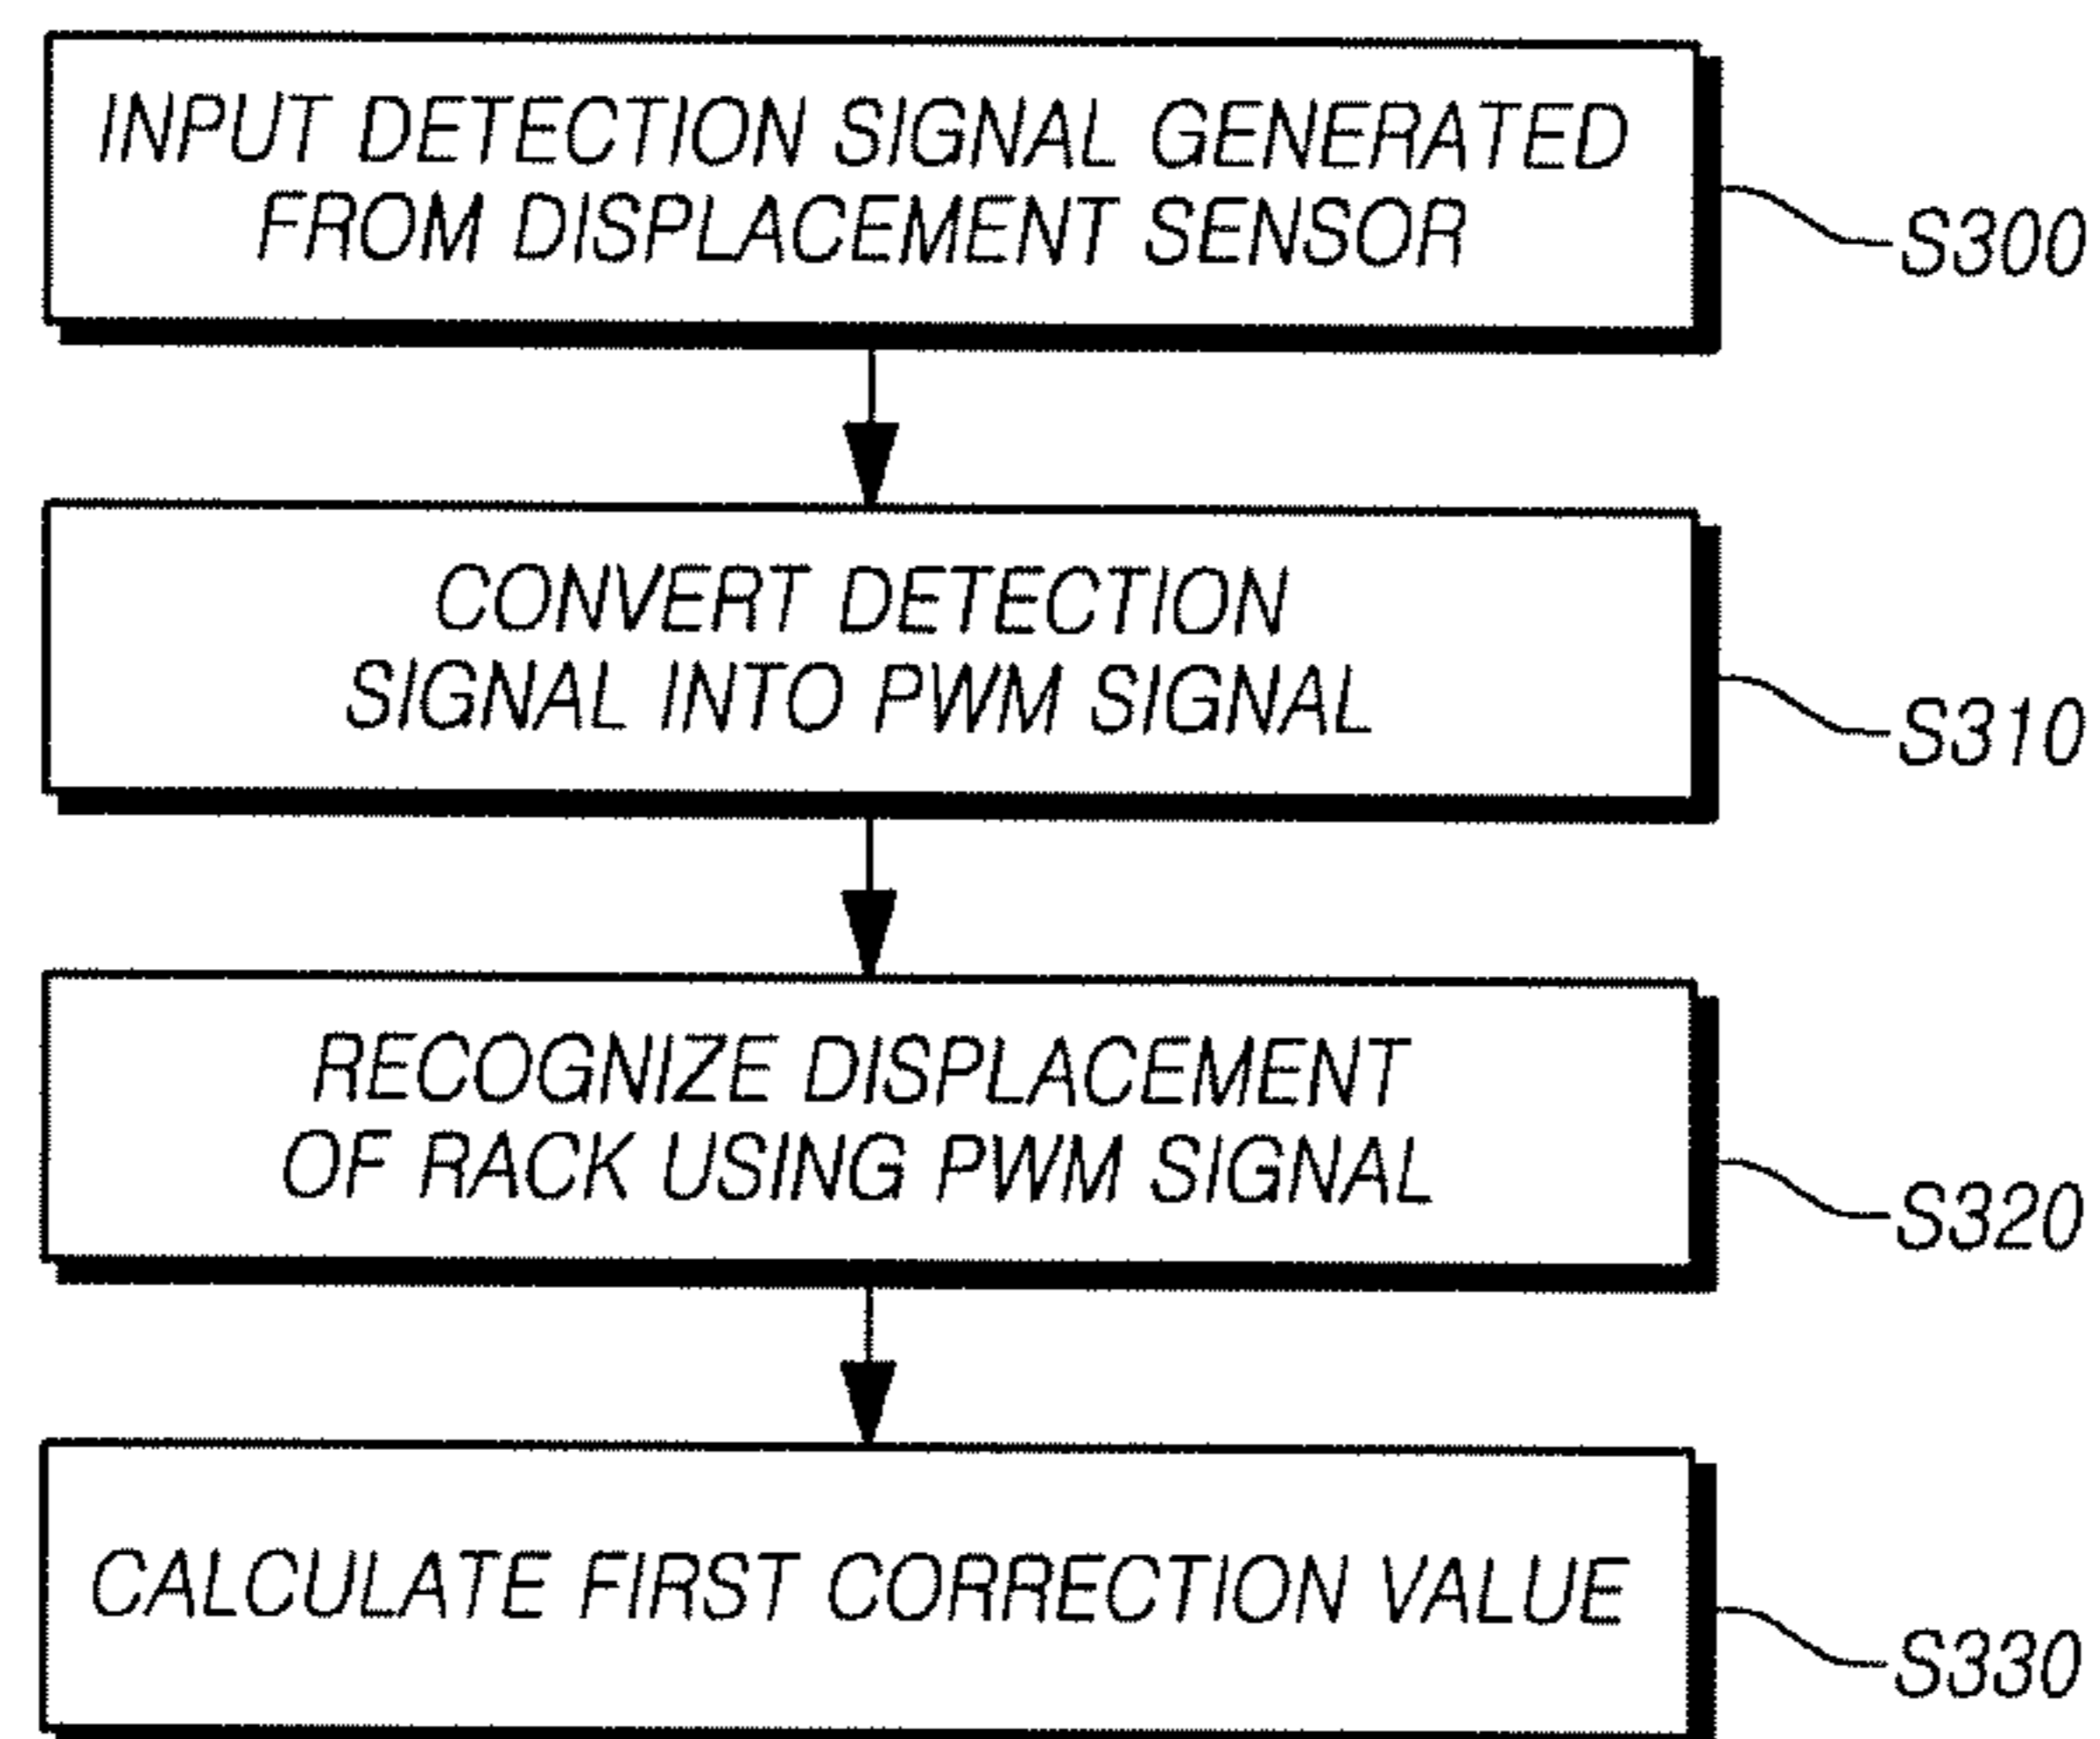 INPUT DETECTION SIGNAL GENERATED
FROM DISPLACEMENT SENSOR
S300
CONVERT DETECTION
SIGNAL INTO PWM SIGNAL
S310
RECOGNIZE DISPLACEMENT
OF RACK USING PWM SIGNAL
S320
CALCULATE FIRST CORRECTION VALUE
S330